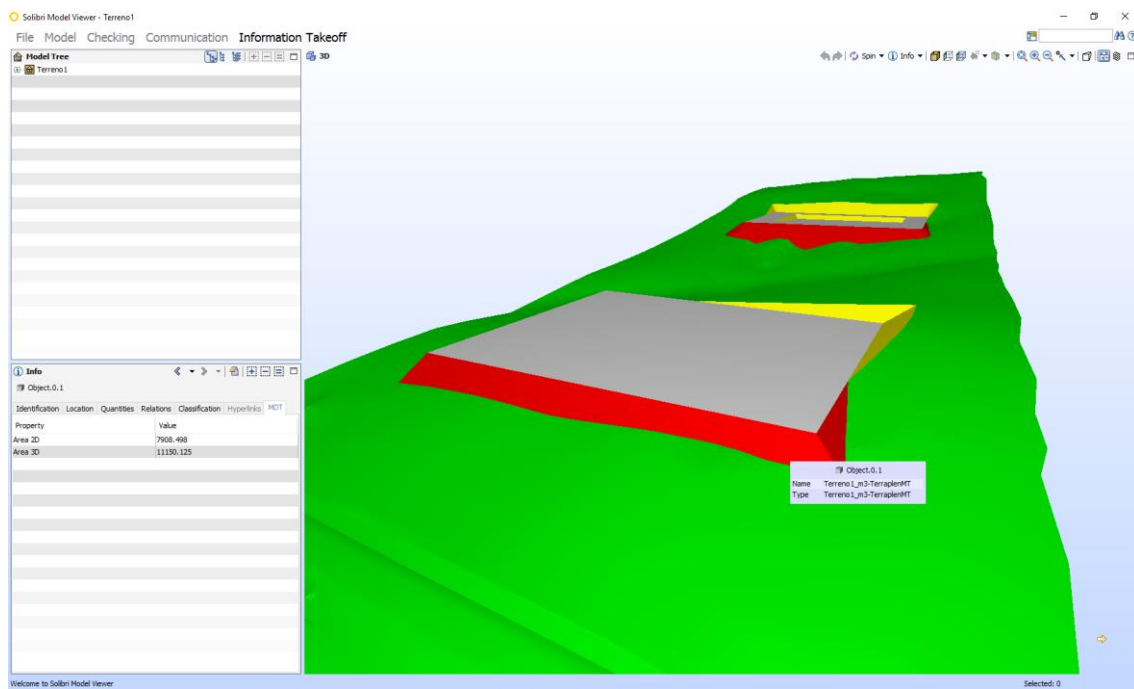 Solibri Model Viewer - Terreno1
File Model Checking Communication Information Takeoff
Model Tree
Terreno1
3D
Spin Info
Info
Object.0.1
Identification Location Quantities Relations Classification Hyperlinks MDT
Property Value
Area 2D 7908.498
Area 3D 11150.125
Object.0.1
Name Terreno1_m3-TerraplenMT
Type Terreno1_m3-TerraplenMT
Welcome to Solibri Model Viewer
Selected: 0